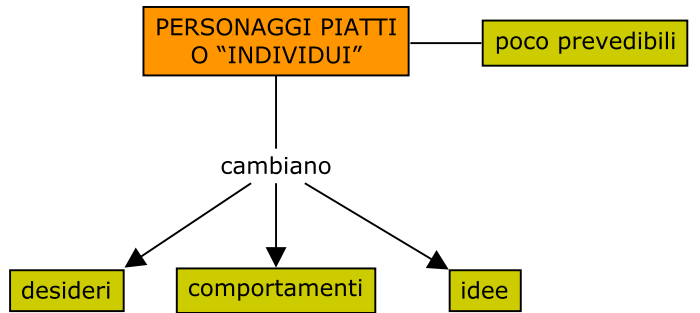 PERSONAGGI PIATTI
O “INDIVIDUI”
poco prevedibili
cambiano
desideri
comportamenti
idee